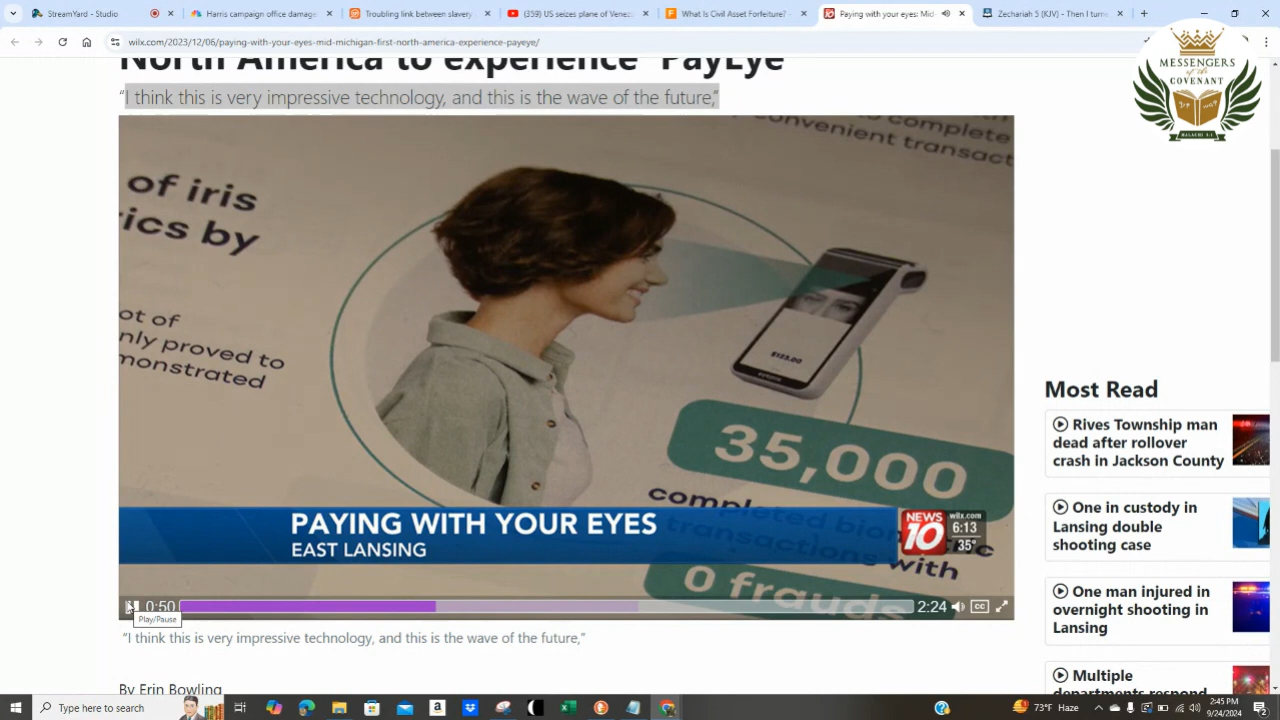 StreamYard - Studio
Harris campaign office damage
Troubling link between slavery
(359) US seizes plane of Venez
What Is Civil Asset Forfeiture?
Paying with your eyes: Mid-
Zechariah 5 (KJV) - Then I turn
wilx.com/2023/12/06/paying-with-your-eyes-mid-michigan-first-north-america-experience-payeye/
MESSENGERS
of the
COVENANT
MALACHI 3:1
North America to experience 'PayEye'
"I think this is very impressive technology, and this is the wave of the future,"
to complete
convenient transact
of iris
rics by
ot of
nly proved to
monstrated
$123.00
35,000
completed biometric
transactions with
0 frauds
PAYING WITH YOUR EYES
EAST LANSING
NEWS
10
wilx.com
6:13
35°
0:50
2:24
CC
Play/Pause
"I think this is very impressive technology, and this is the wave of the future,"
By Erin Bowling
Most Read
Rives Township man
dead after rollover
crash in Jackson County
One in custody in
Lansing double
shooting case
One man injured in
overnight shooting in
Lansing
Multiple
departments respond
Type here to search
73°F Haze
2:45 PM
9/24/2024